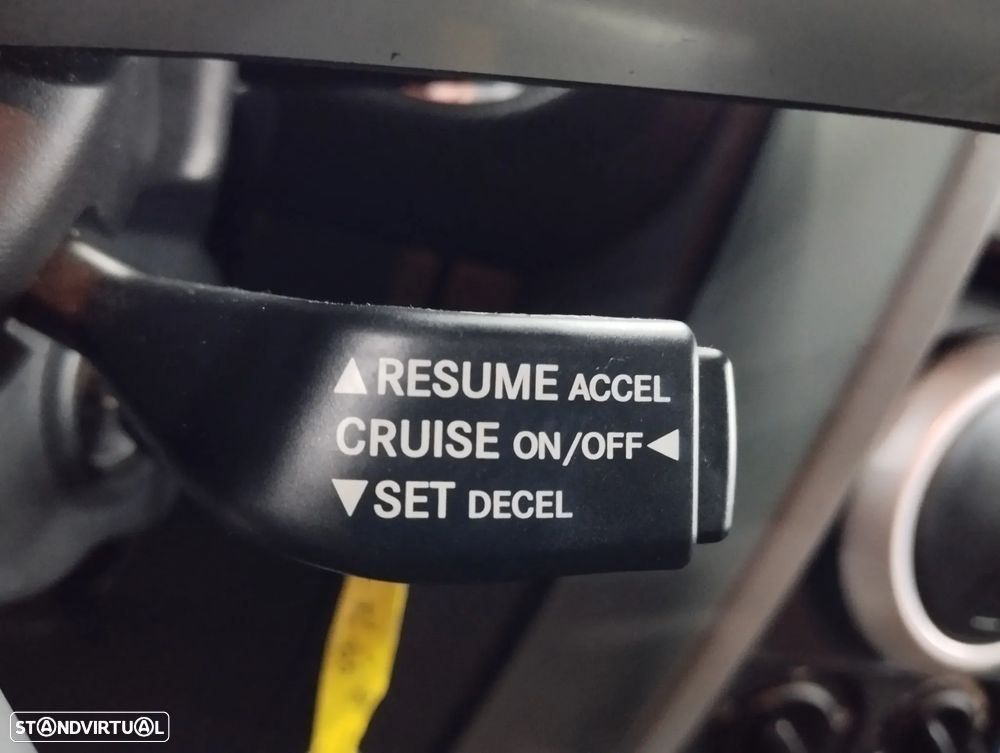 ▲RESUME ACCEL
CRUISE ON/OFF◀
▼SET DECEL
STANDVIRTUAL